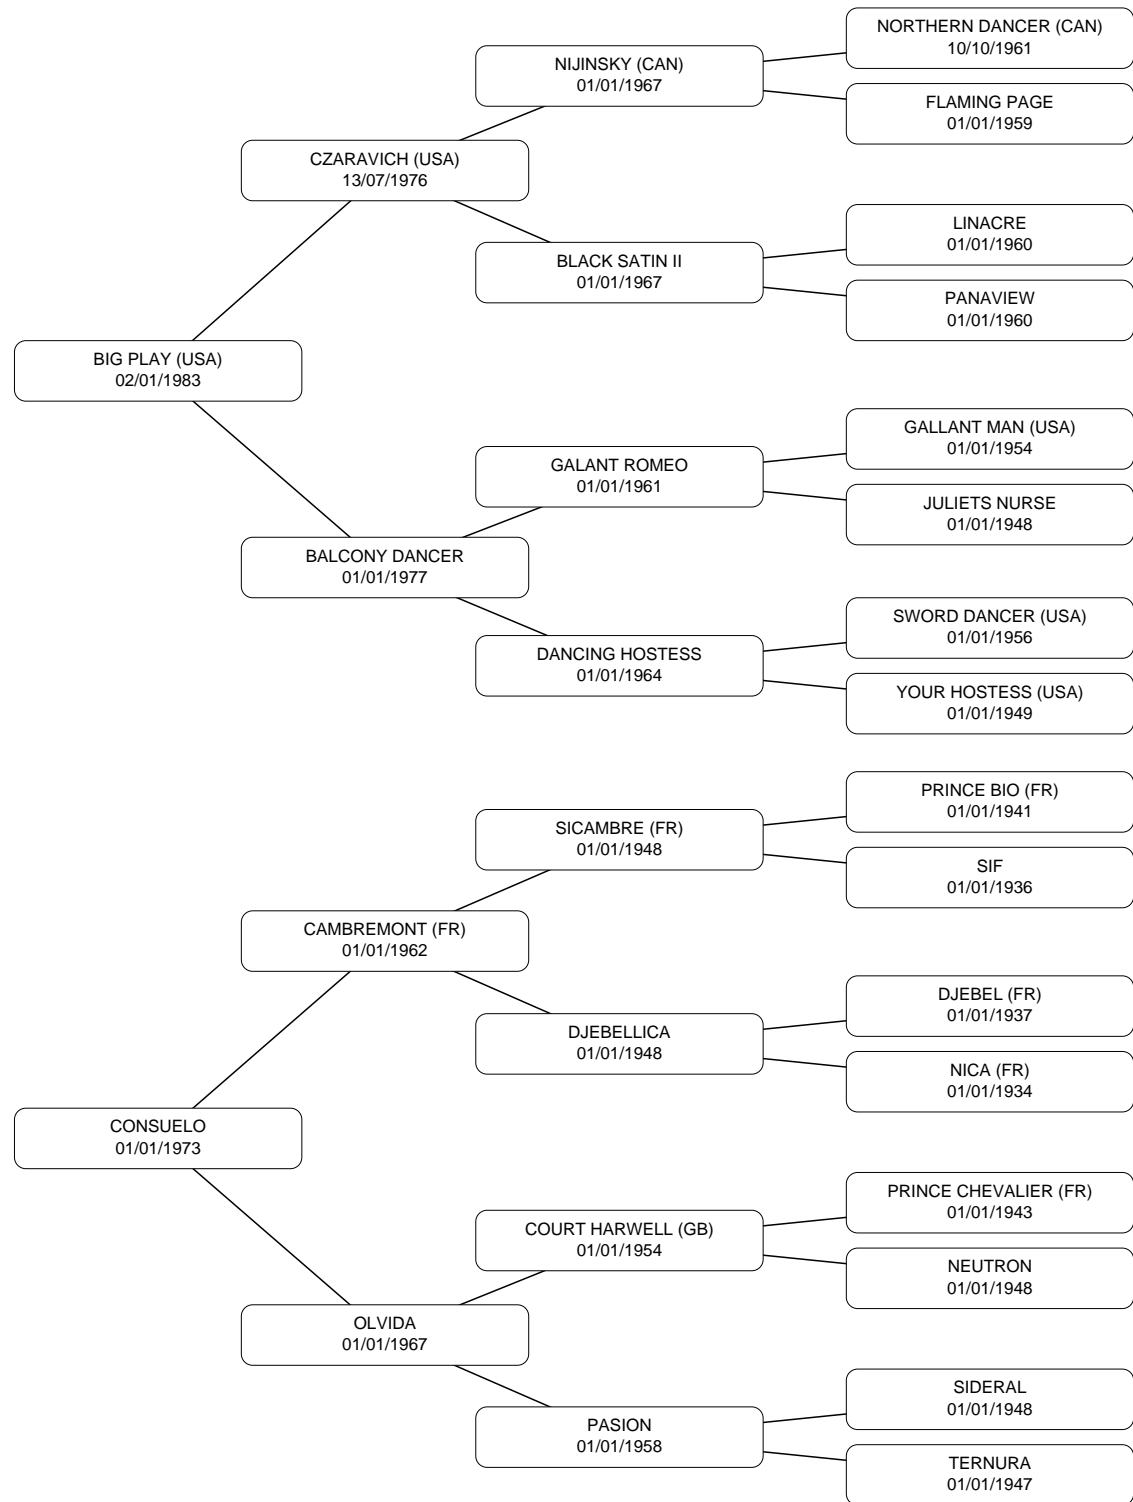 NORTHERN DANCER (CAN)
10/10/1961
NIJINSKY (CAN)
01/01/1967
FLAMING PAGE
01/01/1959
CZARAVICH (USA)
13/07/1976
LINACRE
01/01/1960
BLACK SATIN II
01/01/1967
PANAVIEW
01/01/1960
BIG PLAY (USA)
02/01/1983
GALLANT MAN (USA)
01/01/1954
GALANT ROMEO
01/01/1961
JULIETS NURSE
01/01/1948
BALCONY DANCER
01/01/1977
SWORD DANCER (USA)
01/01/1956
DANCING HOSTESS
01/01/1964
YOUR HOSTESS (USA)
01/01/1949
PRINCE BIO (FR)
01/01/1941
SICAMBRE (FR)
01/01/1948
SIF
01/01/1936
CAMBREMONT (FR)
01/01/1962
DJEBEL (FR)
01/01/1937
DJEBELLICA
01/01/1948
NICA (FR)
01/01/1934
CONSUELO
01/01/1973
PRINCE CHEVALIER (FR)
01/01/1943
COURT HARWELL (GB)
01/01/1954
NEUTRON
01/01/1948
OLVIDA
01/01/1967
SIDERAL
01/01/1948
PASION
01/01/1958
TERNURA
01/01/1947